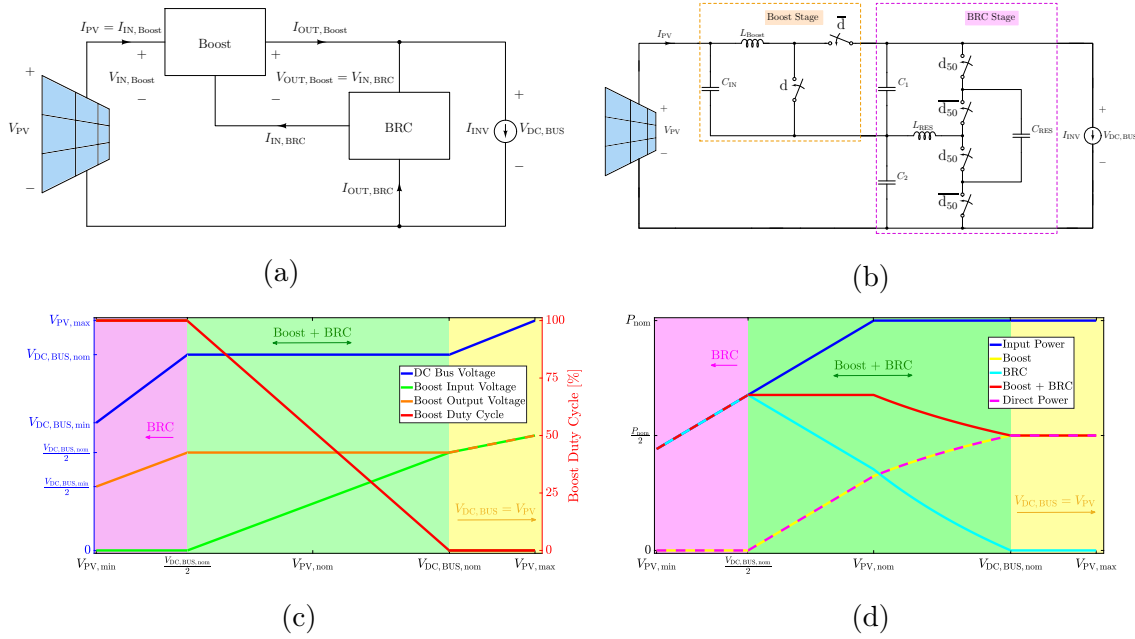 I_PV = I_IN, Boost
Boost
I_OUT, Boost
+
+
+
V_IN, Boost
V_OUT, Boost = V_IN, BRC
−
−
V_PV
BRC
I_IN, BRC
I_INV
+
V_DC, BUS
−
−
I_OUT, BRC
(a)
Boost Stage
d̅
BRC Stage
I_PV
L_Boost
d_50
C_IN
d
C_1
+
V_PV
−
d̅_50
L_RES
C_RES
I_INV
+
V_DC, BUS
−
d_50
C_2
d̅_50
(b)
V_PV, max
V_DC, BUS, nom
V_DC, BUS, min
V_DC, BUS, nom
2
V_DC, BUS, min
2
0
Boost + BRC
DC Bus Voltage
Boost Input Voltage
Boost Output Voltage
Boost Duty Cycle
BRC
V_DC, BUS = V_PV
100
75
50
25
0
Boost Duty Cycle [%]
V_PV, min
V_DC, BUS, nom
2
V_PV, nom
V_DC, BUS, nom
V_PV, max
(c)
P_nom
P_nom
2
0
BRC
Boost + BRC
Input Power
Boost
BRC
Boost + BRC
Direct Power
V_DC, BUS = V_PV
V_PV, min
V_DC, BUS, nom
2
V_PV, nom
V_DC, BUS, nom
V_PV, max
(d)